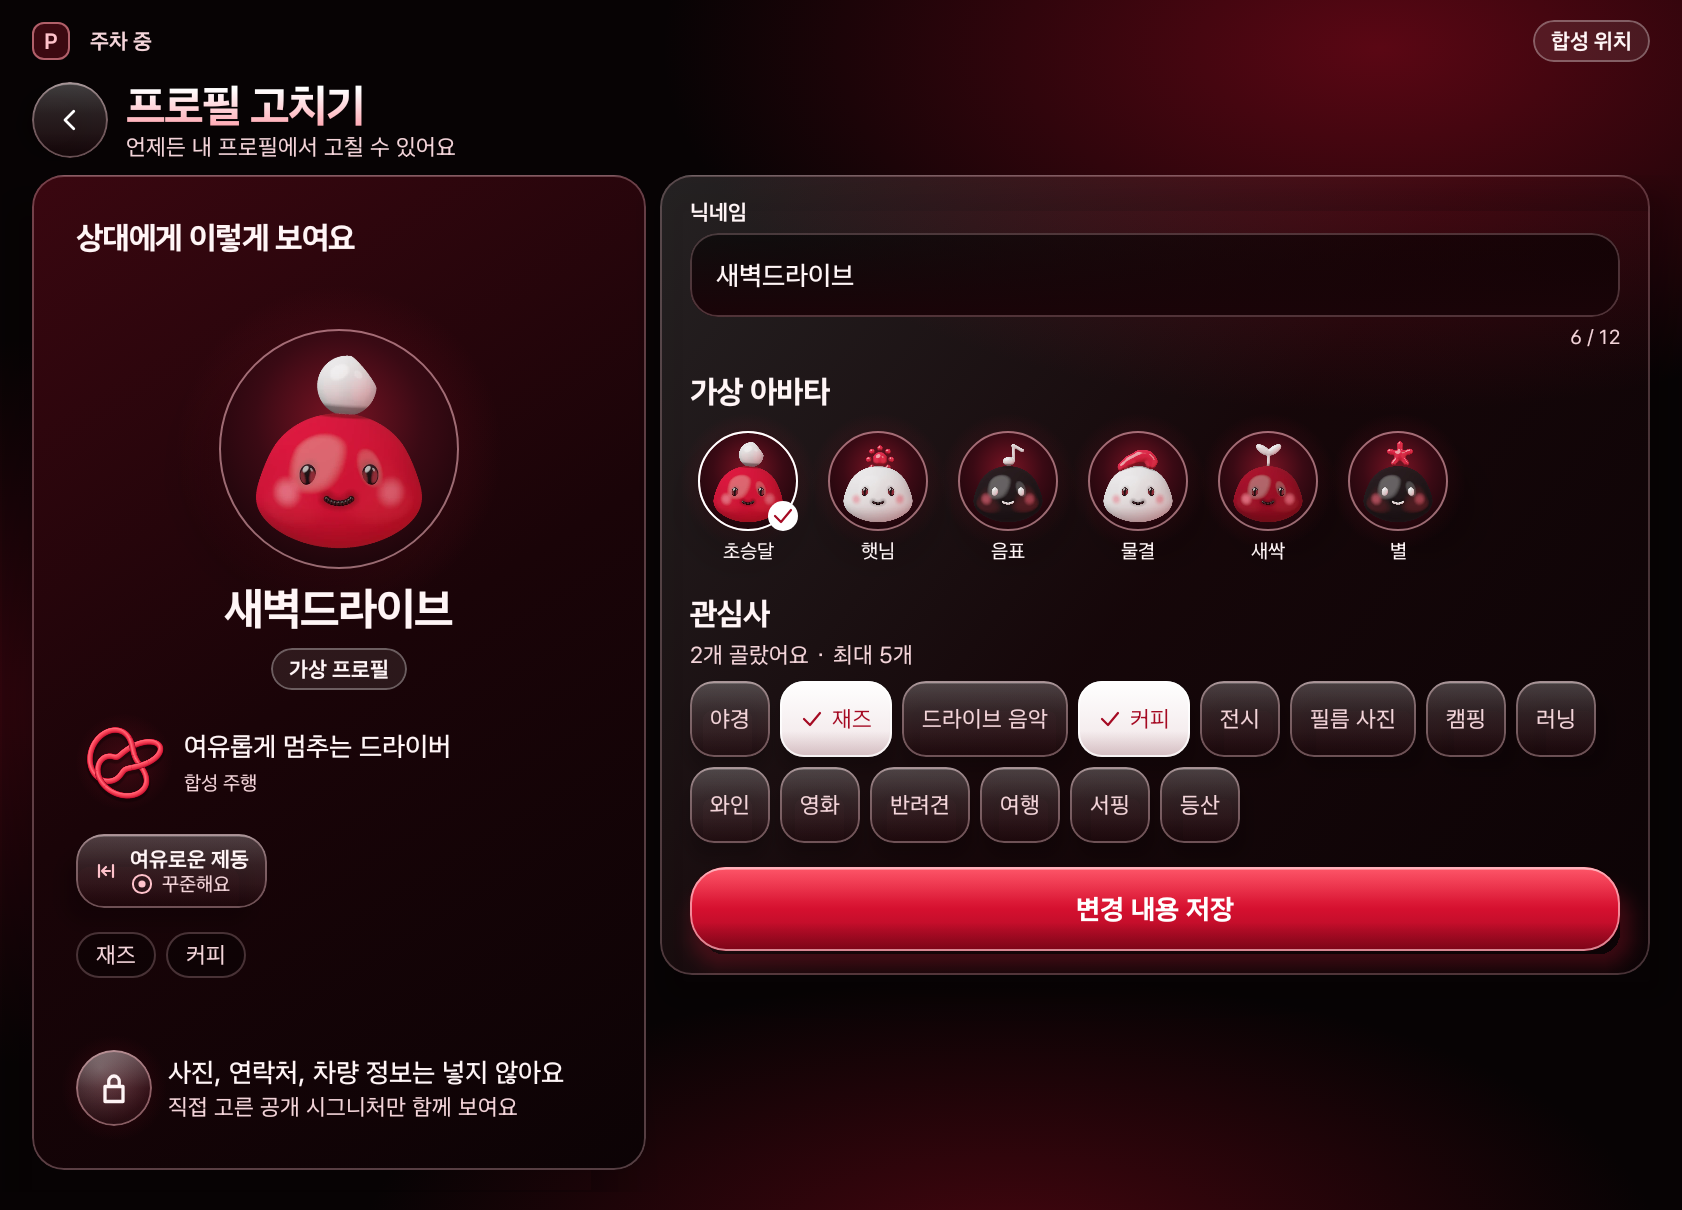 P 주차 중
합성 위치
프로필 고치기
언제든 내 프로필에서 고칠 수 있어요
상대에게 이렇게 보여요
새벽드라이브
가상 프로필
여유롭게 멈추는 드라이버
합성 주행
여유로운 제동
꾸준해요
재즈 커피
사진, 연락처, 차량 정보는 넣지 않아요
직접 고른 공개 시그니처만 함께 보여요
닉네임
새벽드라이브
6 / 12
가상 아바타
초승달 햇님 음표 물결 새싹 별
관심사
2개 골랐어요 · 최대 5개
야경 재즈 드라이브 음악 커피 전시 필름 사진 캠핑 러닝
와인 영화 반려견 여행 서핑 등산
변경 내용 저장